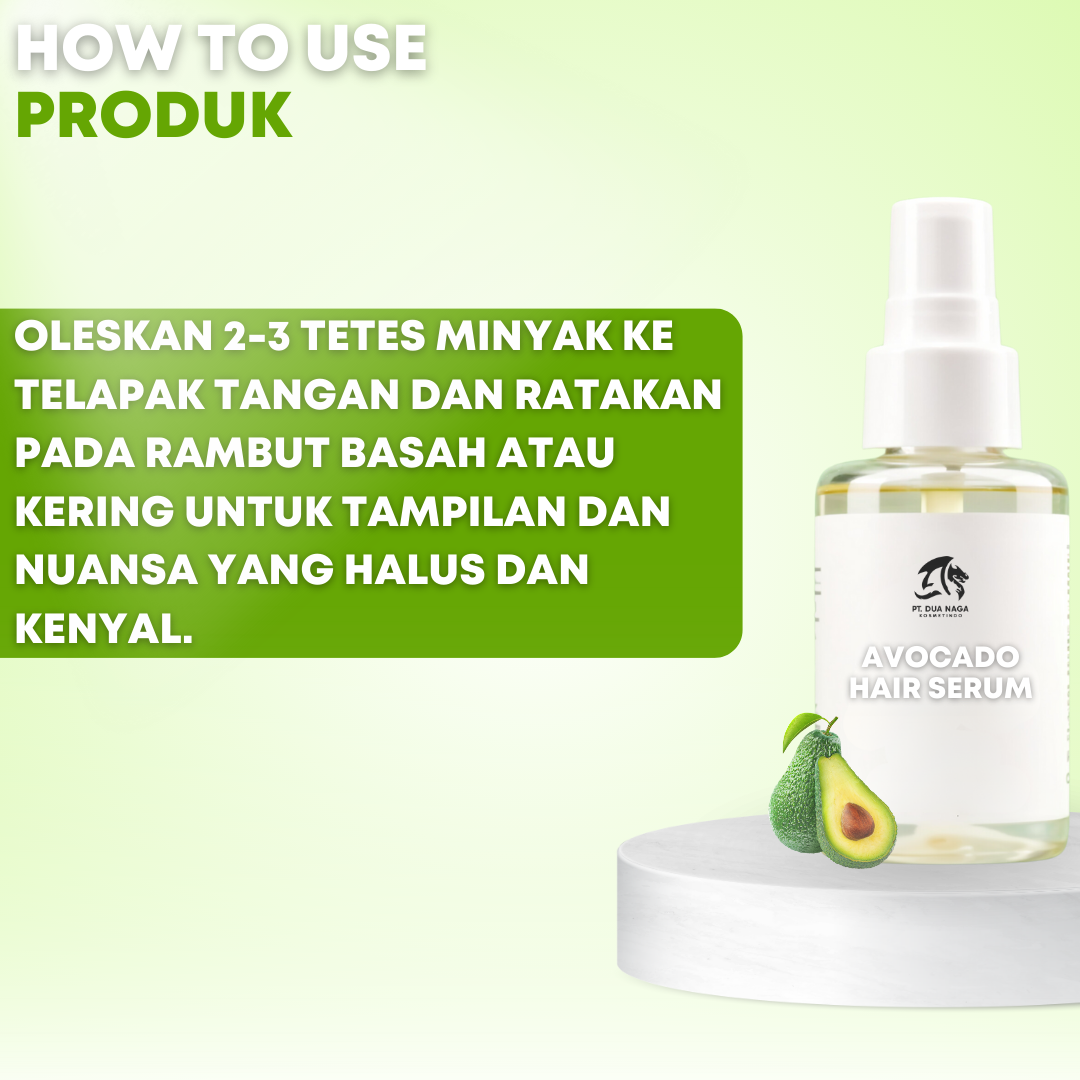 HOW TO USE
PRODUK
OLESKAN 2-3 TETES MINYAK KE
TELAPAK TANGAN DAN RATAKAN
PADA RAMBUT BASAH ATAU
KERING UNTUK TAMPILAN DAN
NUANSA YANG HALUS DAN
KENYAL.
PT. DUA NAGA
KOSMETINDO
AVOCADO
HAIR SERUM